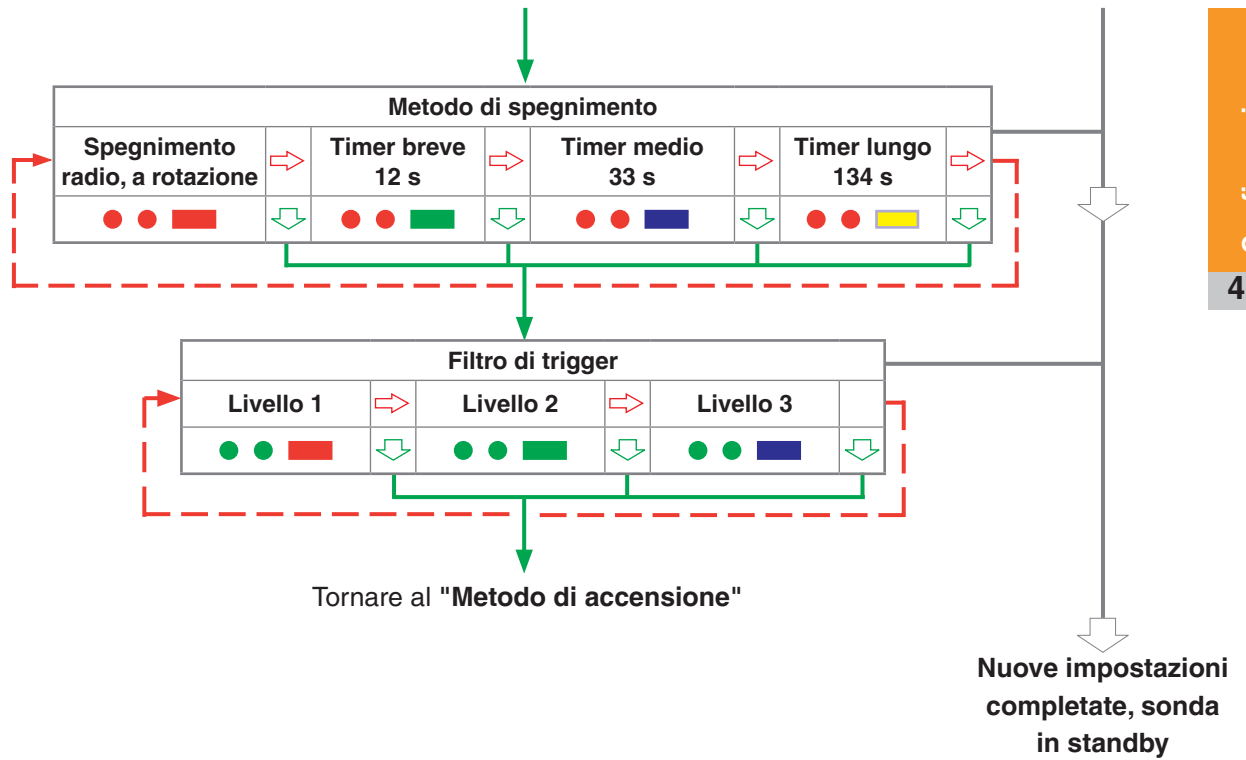 Metodo di spegnimento
Spegnimento
radio, a rotazione
Timer breve
12 s
Timer medio
33 s
Timer lungo
134 s
4
Filtro di trigger
Livello 1
Livello 2
Livello 3
Tornare al "Metodo di accensione"
Nuove impostazioni
completate, sonda
in standby